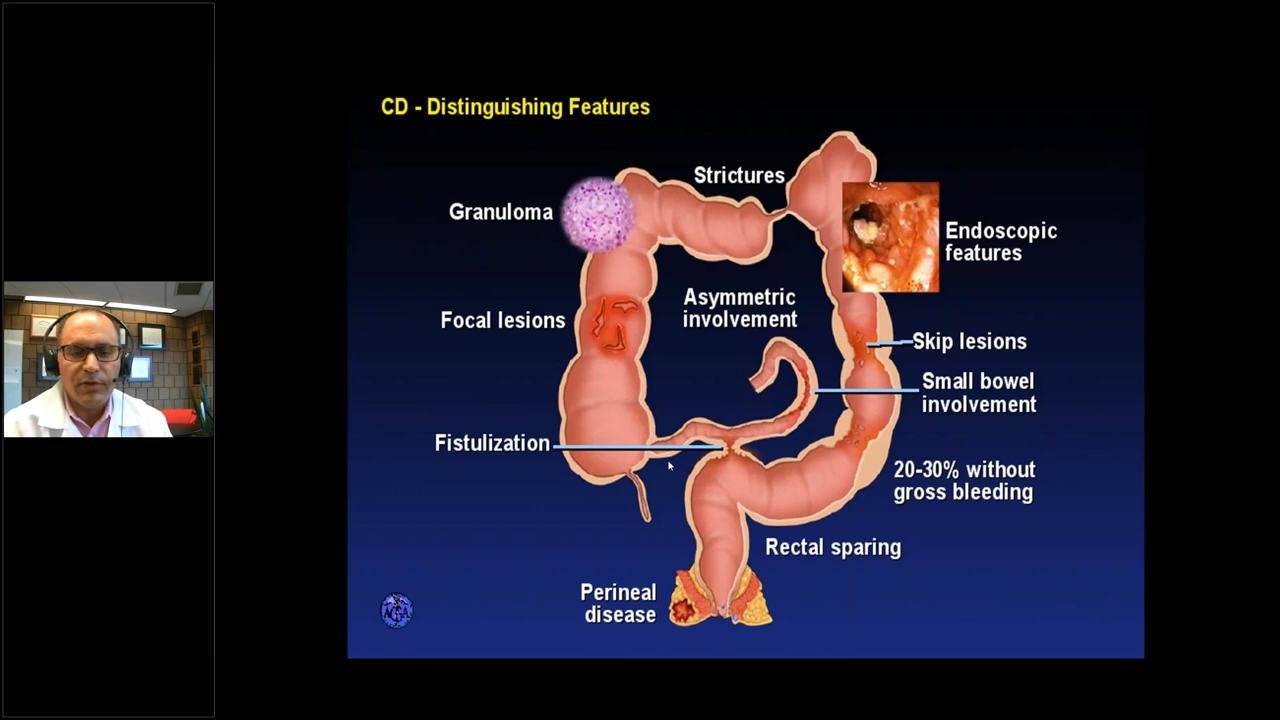 CD - Distinguishing Features
Strictures
Granuloma
Endoscopic
features
Asymmetric
involvement
Focal lesions
Skip lesions
Small bowel
involvement
Fistulization
20-30% without
gross bleeding
Rectal sparing
Perineal
disease